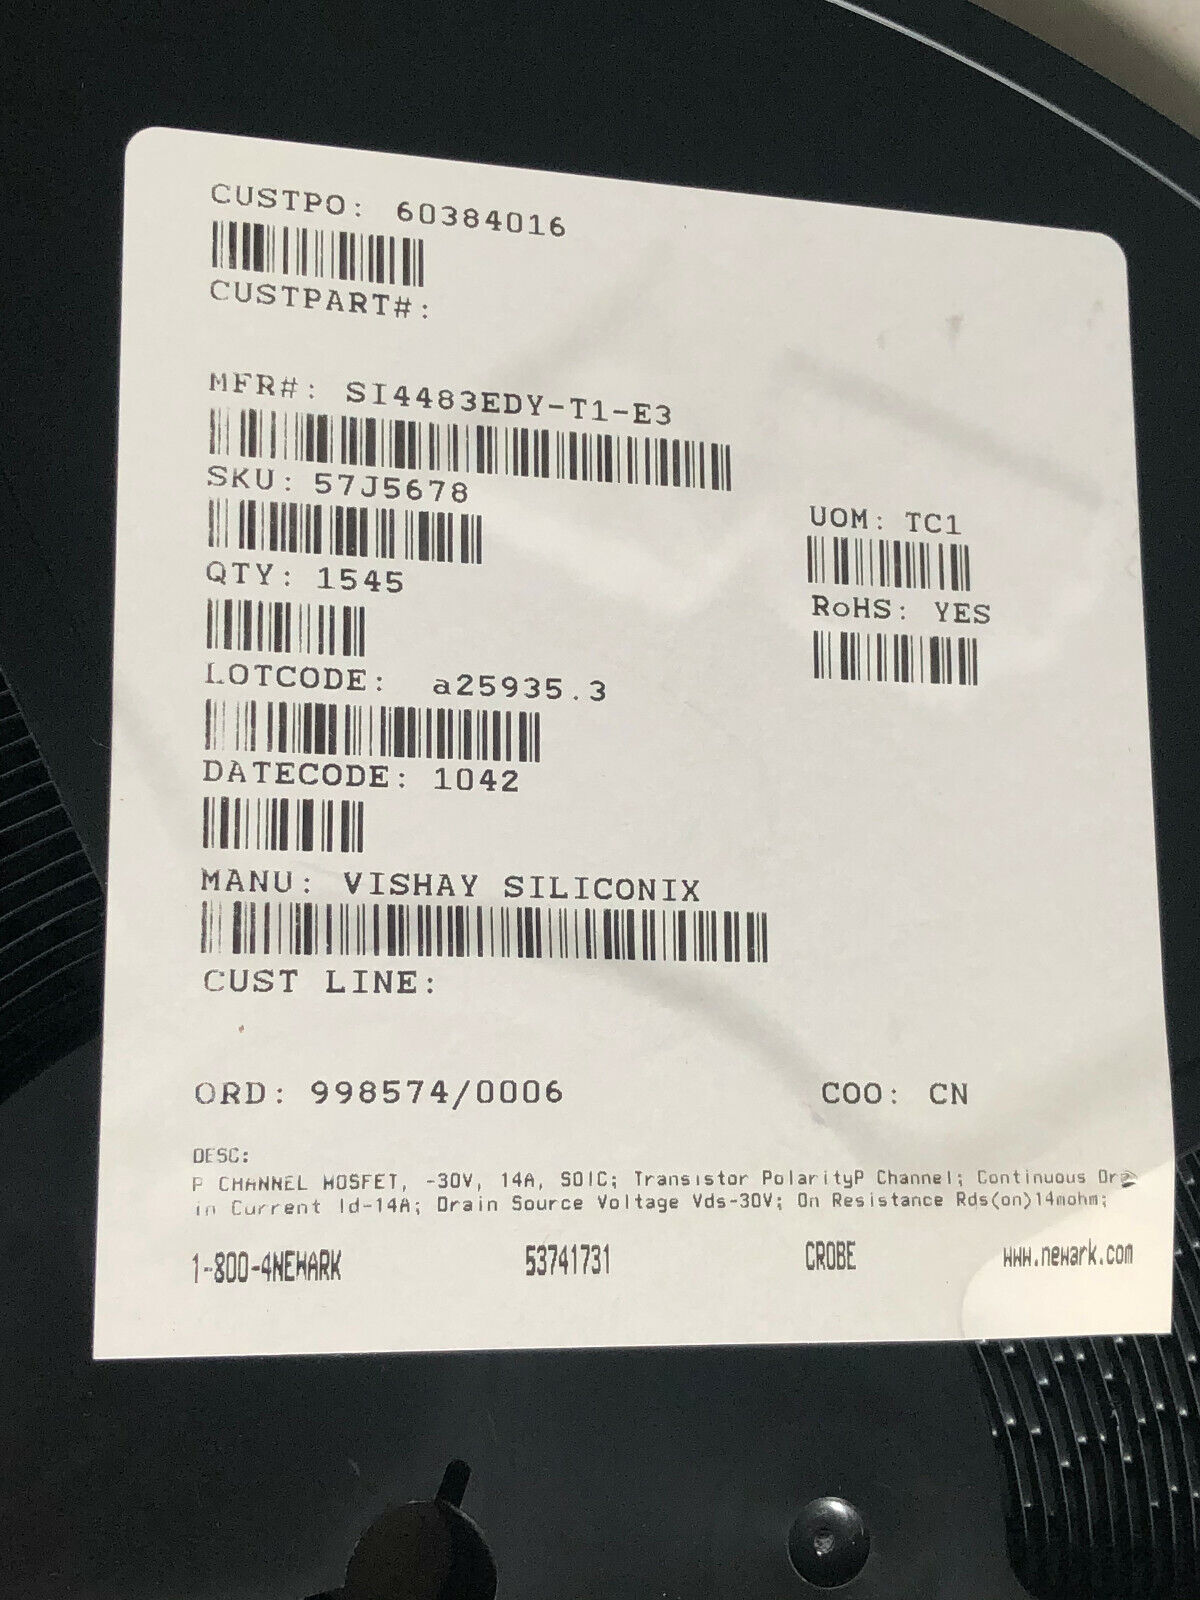 CUSTPO: 60384016
CUSTPART#:
MFR#: SI4483EDY-T1-E3
SKU: 57J5678
UOM: TC1
QTY: 1545
RoHS: YES
LOTCODE: a25935.3
DATECODE: 1042
MANU: VISHAY SILICONIX
CUST LINE:
ORD: 998574/0006 COO: CN
DESC:
P CHANNEL MOSFET, -30V, 14A, SOIC; Transistor PolarityP Channel; Continuous Dra
in Current Id-14A; Drain Source Voltage Vds-30V; On Resistance Rds(on)14mohm;
1-800-4NEWARK 53741731 CROBE www.newark.com